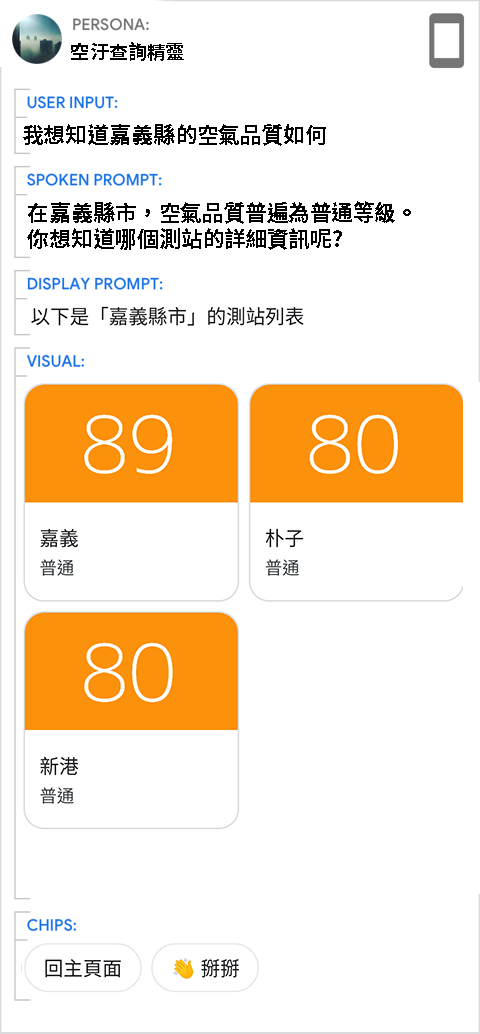 PERSONA:
空汙查詢精靈
USER INPUT:
我想知道嘉義縣的空氣品質如何
SPOKEN PROMPT:
在嘉義縣市，空氣品質普遍為普通等級。
你想知道哪個測站的詳細資訊呢?
DISPLAY PROMPT:
以下是「嘉義縣市」的測站列表
VISUAL:
89
80
嘉義
朴子
普通
普通
80
新港
普通
CHIPS:
回主頁面
👋 掰掰